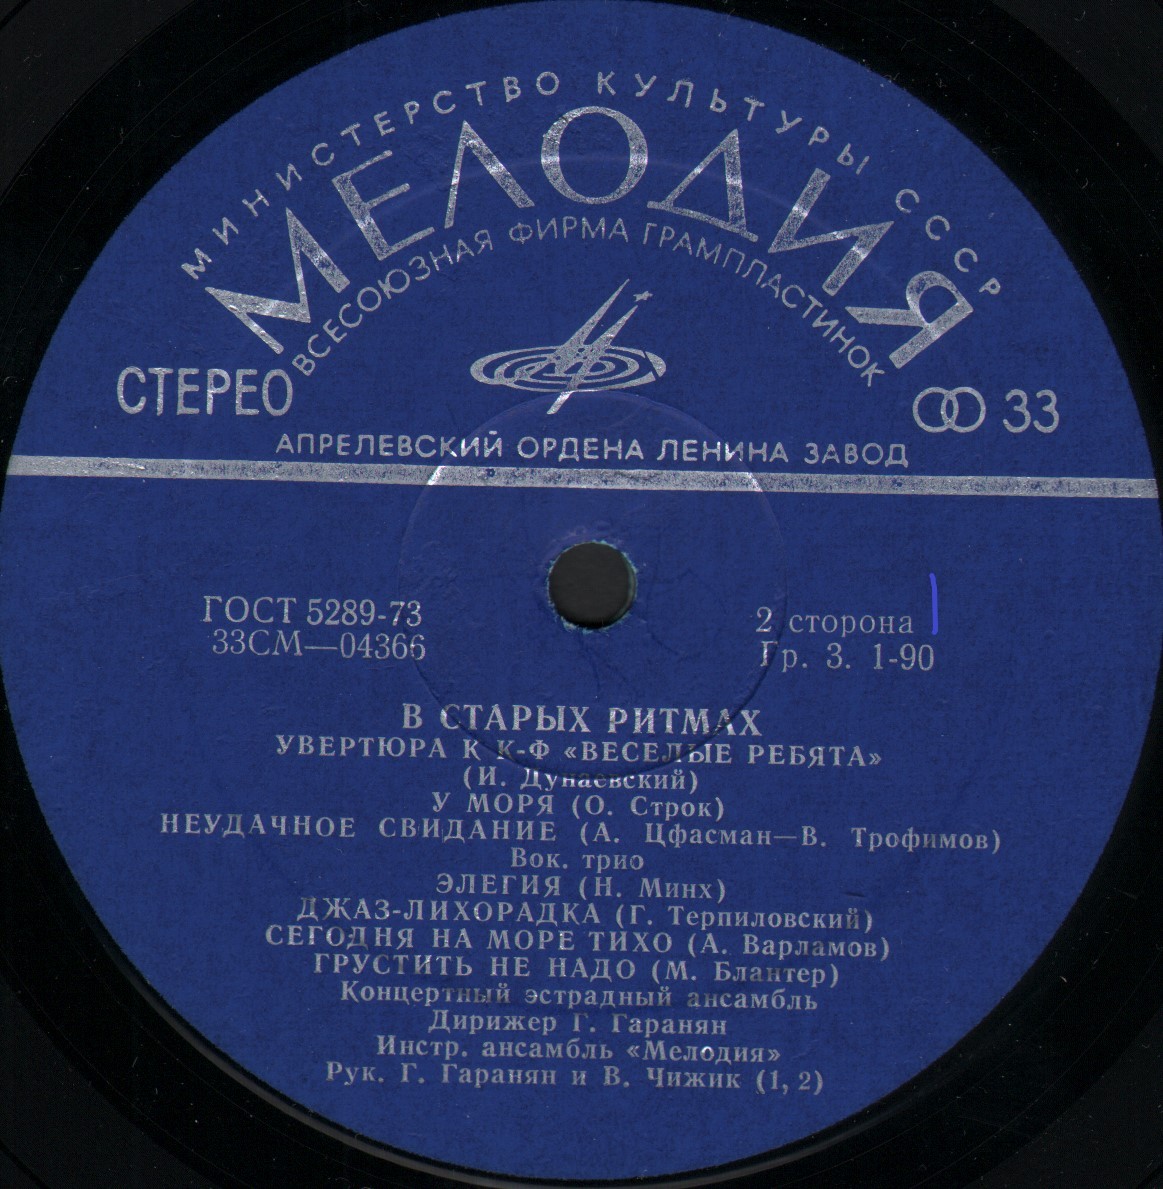 МИНИСТЕРСТВО КУЛЬТУРЫ СССР
МЕЛОДИЯ
ВСЕСОЮЗНАЯ ФИРМА ГРАМПЛАСТИНОК
СТЕРЕО
33
АПРЕЛЕВСКИЙ ОРДЕНА ЛЕНИНА ЗАВОД
ГОСТ 5289-73
33СМ—04366
2 сторона
Гр. 3. 1-90
В СТАРЫХ РИТМАХ
УВЕРТЮРА К К-Ф «ВЕСЕЛЫЕ РЕБЯТА»
(И. Дунаевский)
У МОРЯ (О. Строк)
НЕУДАЧНОЕ СВИДАНИЕ (А. Цфасман—В. Трофимов)
Вок. трио
ЭЛЕГИЯ (Н. Минх)
ДЖАЗ-ЛИХОРАДКА (Г. Терпиловский)
СЕГОДНЯ НА МОРЕ ТИХО (А. Варламов)
ГРУСТИТЬ НЕ НАДО (М. Блантер)
Концертный эстрадный ансамбль
Дирижер Г. Гаранян
Инстр. ансамбль «Мелодия»
Рук. Г. Гаранян и В. Чижик (1, 2)